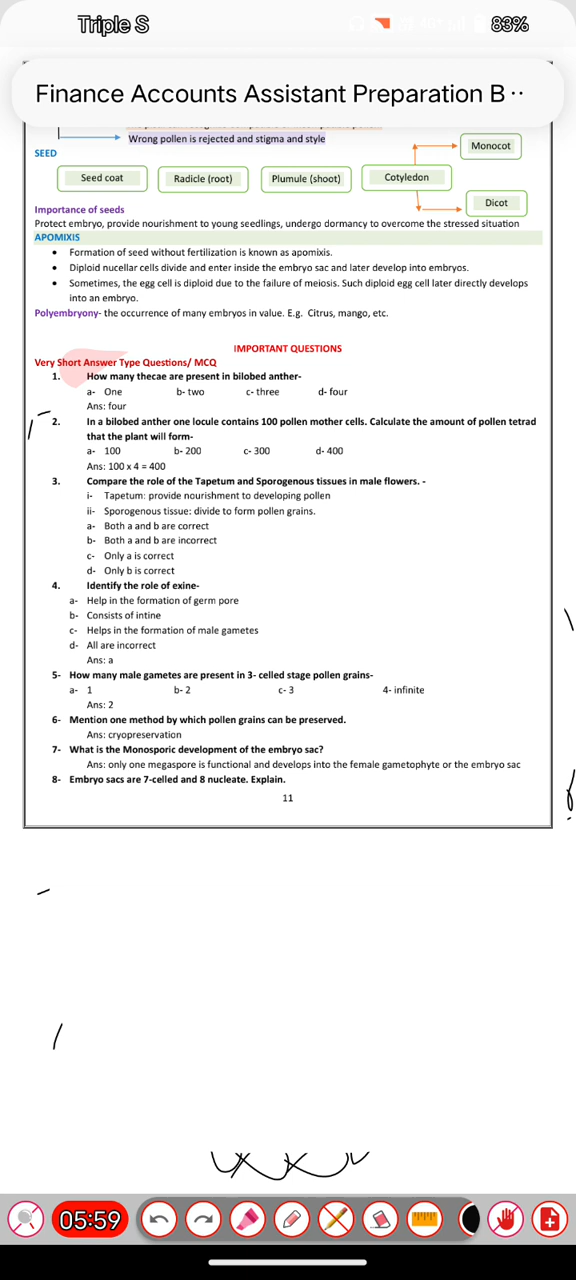 Triple S
83%
Finance Accounts Assistant Preparation B ··
Wrong pollen is rejected and stigma and style
SEED
Monocot
Seed coat
Radicle (root)
Plumule (shoot)
Cotyledon
Dicot
Importance of seeds
Protect embryo, provide nourishment to young seedlings, undergo dormancy to overcome the stressed situation
APOMIXIS
• Formation of seed without fertilization is known as apomixis.
• Diploid nucellar cells divide and enter inside the embryo sac and later develop into embryos.
• Sometimes, the egg cell is diploid due to the failure of meiosis. Such diploid egg cell later directly develops
into an embryo.
Polyembryony- the occurrence of many embryos in value. E.g. Citrus, mango, etc.
IMPORTANT QUESTIONS
Very Short Answer Type Questions/ MCQ
1. How many thecae are present in bilobed anther-
a- One b- two c- three d- four
Ans: four
2. In a bilobed anther one locule contains 100 pollen mother cells. Calculate the amount of pollen tetrad
that the plant will form-
a- 100 b- 200 c- 300 d- 400
Ans: 100 x 4 = 400
3. Compare the role of the Tapetum and Sporogenous tissues in male flowers. -
i- Tapetum: provide nourishment to developing pollen
ii- Sporogenous tissue: divide to form pollen grains.
a- Both a and b are correct
b- Both a and b are incorrect
c- Only a is correct
d- Only b is correct
4. Identify the role of exine-
a- Help in the formation of germ pore
b- Consists of intine
c- Helps in the formation of male gametes
d- All are incorrect
Ans: a
5- How many male gametes are present in 3- celled stage pollen grains-
a- 1 b- 2 c- 3 4- infinite
Ans: 2
6- Mention one method by which pollen grains can be preserved.
Ans: cryopreservation
7- What is the Monosporic development of the embryo sac?
Ans: only one megaspore is functional and develops into the female gametophyte or the embryo sac
8- Embryo sacs are 7-celled and 8 nucleate. Explain.
11
05:59